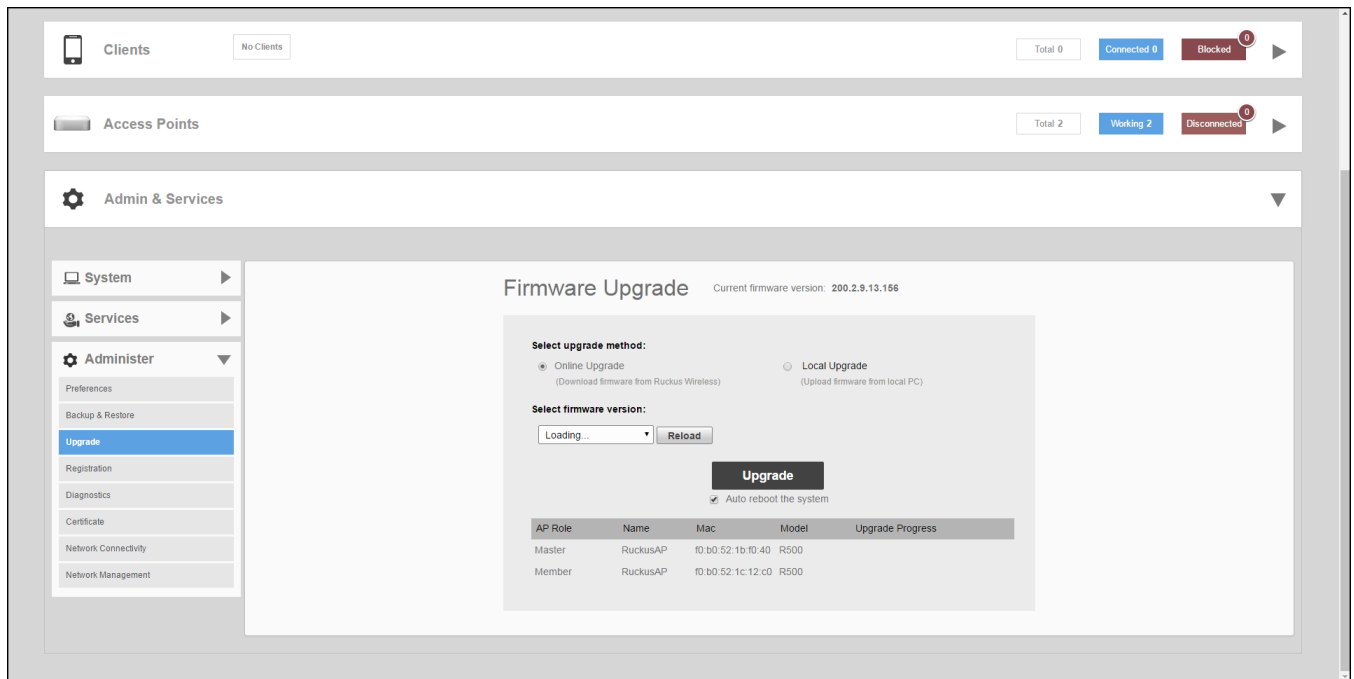 Clients
No Clients
Total 0
Connected 0
Blocked
0
Access Points
Total 2
Working 2
Disconnected
0
Admin & Services
System
Services
Administer
Preferences
Backup & Restore
Upgrade
Registration
Diagnostics
Certificate
Network Connectivity
Network Management
Firmware Upgrade
Current firmware version: 200.2.9.13.156
Select upgrade method:
Online Upgrade
(Download firmware from Ruckus Wireless)
Local Upgrade
(Upload firmware from local PC)
Select firmware version:
Loading...
Reload
Upgrade
Auto reboot the system
AP Role Name Mac Model Upgrade Progress
Master RuckusAP f0:b0:52:1b:f0:40 R500
Member RuckusAP f0:b0:52:1c:12:c0 R500